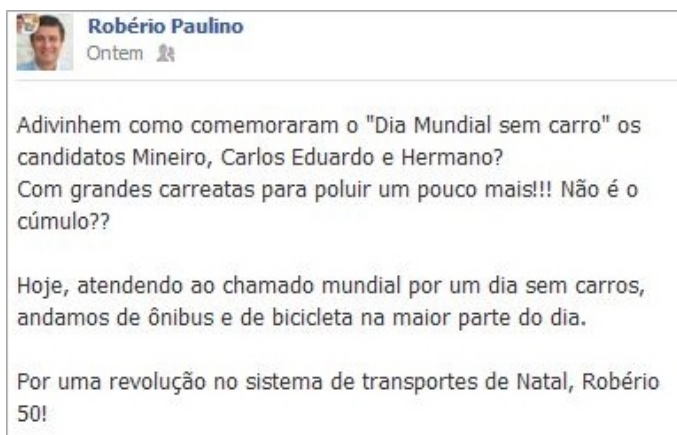 Robério Paulino
Ontem
Adivinhem como comemoraram o "Dia Mundial sem carro" os
candidatos Mineiro, Carlos Eduardo e Hermano?
Com grandes carreatas para poluir um pouco mais!!! Não é o
cúmulo??
Hoje, atendendo ao chamado mundial por um dia sem carros,
andamos de ônibus e de bicicleta na maior parte do dia.
Por uma revolução no sistema de transportes de Natal, Robério
50!